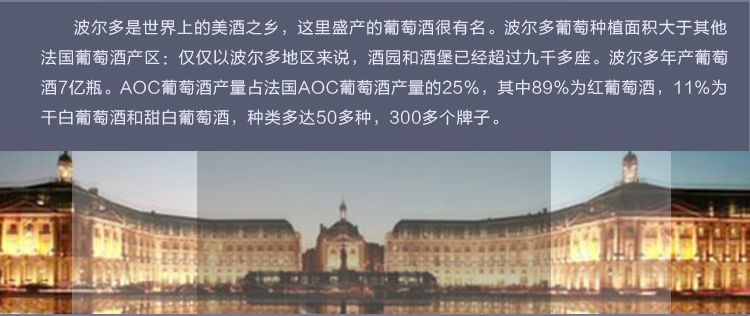 波尔多是世界上的美酒之乡，这里盛产的葡萄酒很有名。波尔多葡萄种植面积大于其他
法国葡萄酒产区：仅仅以波尔多地区来说，酒园和酒堡已经超过九千多座。波尔多年产葡萄
酒7亿瓶。AOC葡萄酒产量占法国AOC葡萄酒产量的25%，其中89%为红葡萄酒，11%为
干白葡萄酒和甜白葡萄酒，种类多达50多种，300多个牌子。